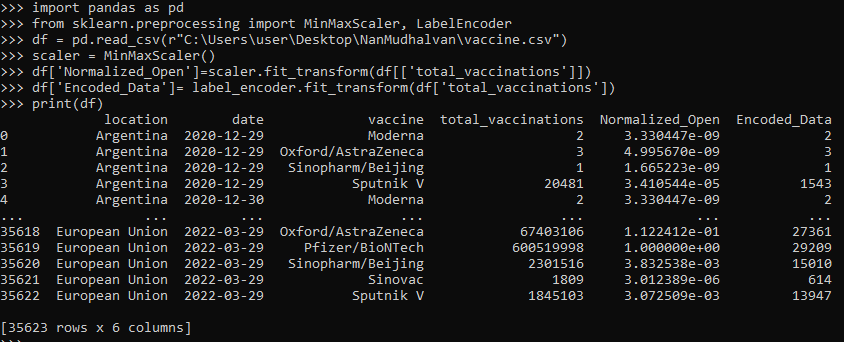 >>> import pandas as pd
>>> from sklearn.preprocessing import MinMaxScaler, LabelEncoder
>>> df = pd.read_csv(r"C:\Users\user\Desktop\NanMudhalvan\vaccine.csv")
>>> scaler = MinMaxScaler()
>>> df['Normalized_Open']=scaler.fit_transform(df[['total_vaccinations']])
>>> df['Encoded_Data']= label_encoder.fit_transform(df['total_vaccinations'])
>>> print(df)
location date vaccine total_vaccinations Normalized_Open Encoded_Data
0 Argentina 2020-12-29 Moderna 2 3.330447e-09 2
1 Argentina 2020-12-29 Oxford/AstraZeneca 3 4.995670e-09 3
2 Argentina 2020-12-29 Sinopharm/Beijing 1 1.665223e-09 1
3 Argentina 2020-12-29 Sputnik V 20481 3.410544e-05 1543
4 Argentina 2020-12-30 Moderna 2 3.330447e-09 2
... ... ... ... ... ... ...
35618 European Union 2022-03-29 Oxford/AstraZeneca 67403106 1.122412e-01 27361
35619 European Union 2022-03-29 Pfizer/BioNTech 600519998 1.000000e+00 29209
35620 European Union 2022-03-29 Sinopharm/Beijing 2301516 3.832538e-03 15010
35621 European Union 2022-03-29 Sinovac 1809 3.012389e-06 614
35622 European Union 2022-03-29 Sputnik V 1845103 3.072509e-03 13947
[35623 rows x 6 columns]
>>>